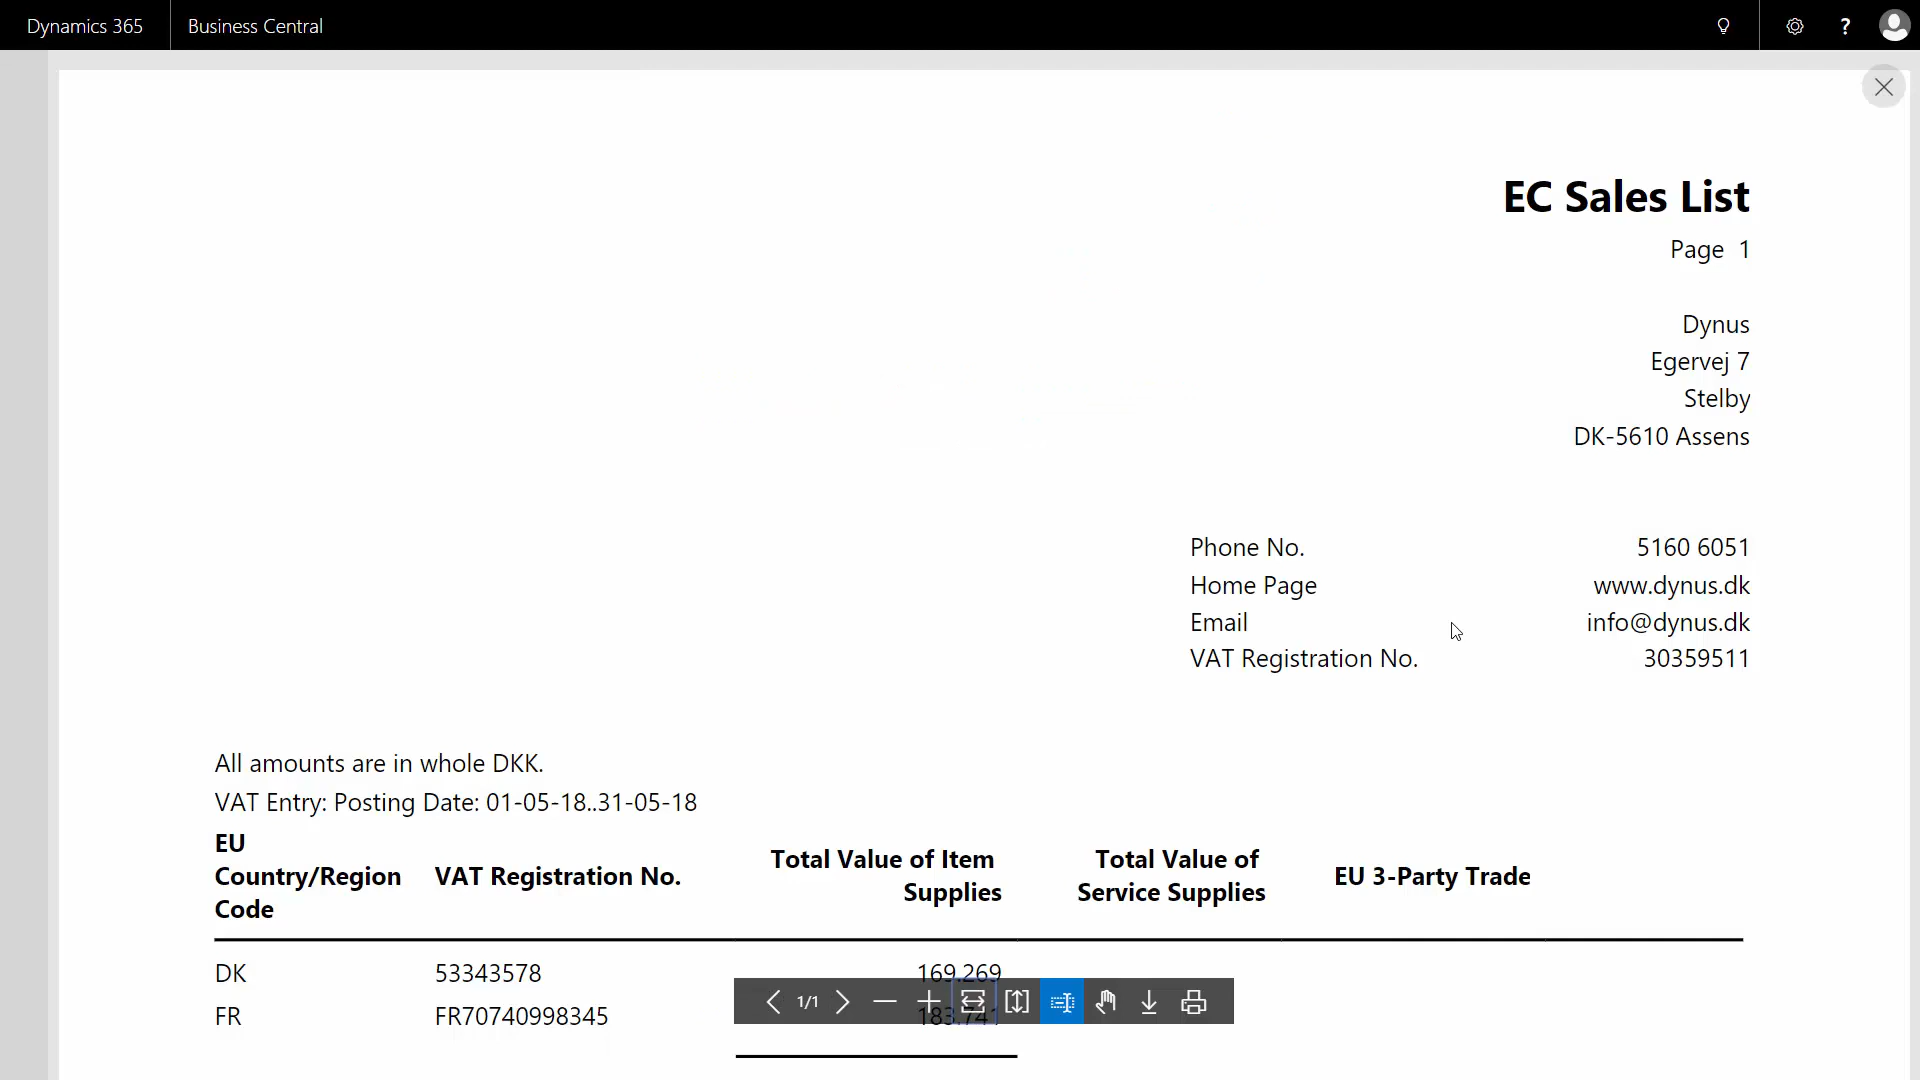 Dynamics 365 Business Central ?
EC Sales List
Page 1
Dynus
Egervej 7
Stelby
DK-5610 Assens
Phone No. 5160 6051
Home Page www.dynus.dk
Email info@dynus.dk
VAT Registration No. 30359511
All amounts are in whole DKK.
VAT Entry: Posting Date: 01-05-18..31-05-18
EU
Country/Region
Code
VAT Registration No.
Total Value of Item
Supplies
Total Value of
Service Supplies
EU 3-Party Trade
DK 53343578 169.269
FR FR70740998345 183.741
1/1